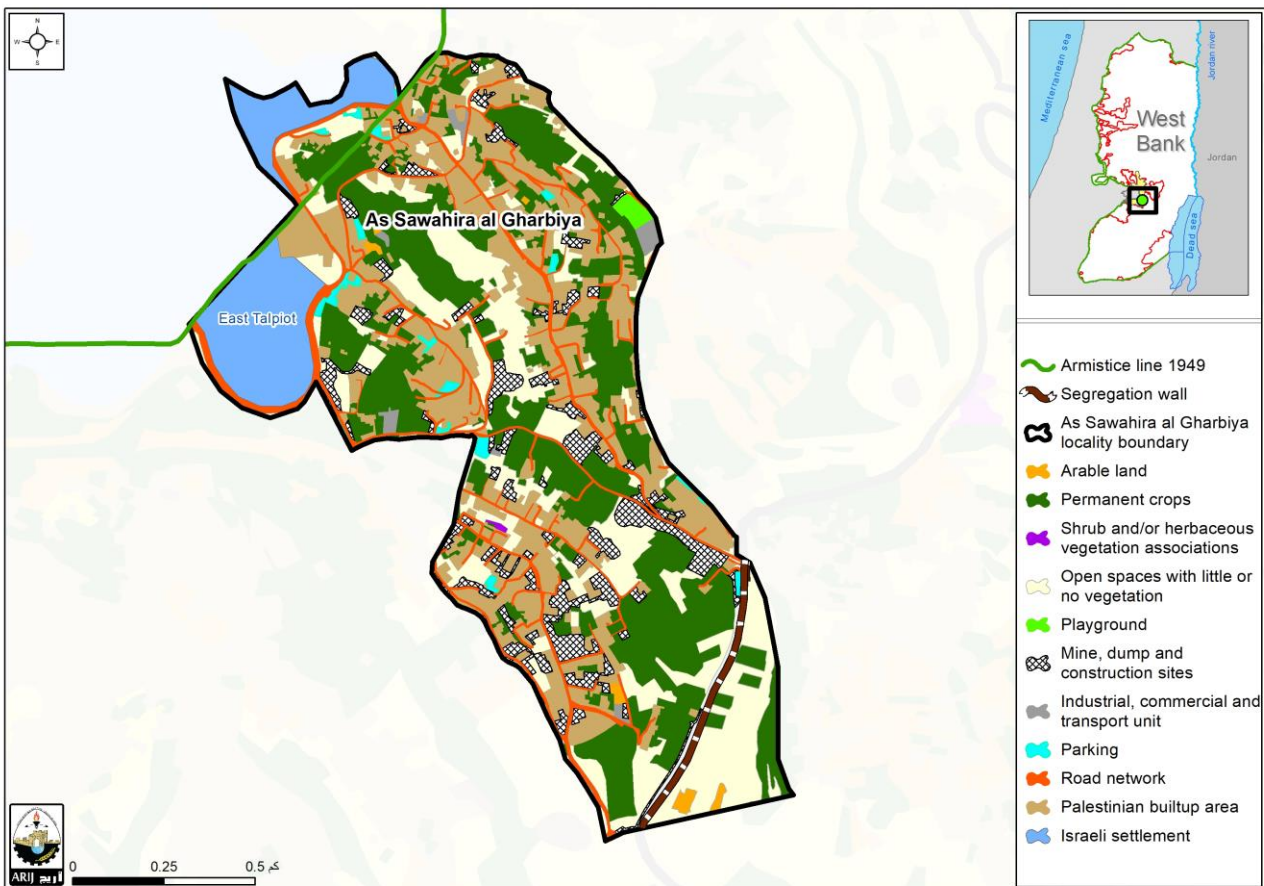 N
W
E
S
As Sawahira al Gharbiya
East Talpiot
ARIJ أريج
0
0.25
0.5 كم
Mediterranean sea
Jordan river
West
Bank
Jordan
Dead sea
Armistice line 1949
Segregation wall
As Sawahira al Gharbiya
locality boundary
Arable land
Permanent crops
Shrub and/or herbaceous
vegetation associations
Open spaces with little or
no vegetation
Playground
Mine, dump and
construction sites
Industrial, commercial and
transport unit
Parking
Road network
Palestinian builtup area
Israeli settlement